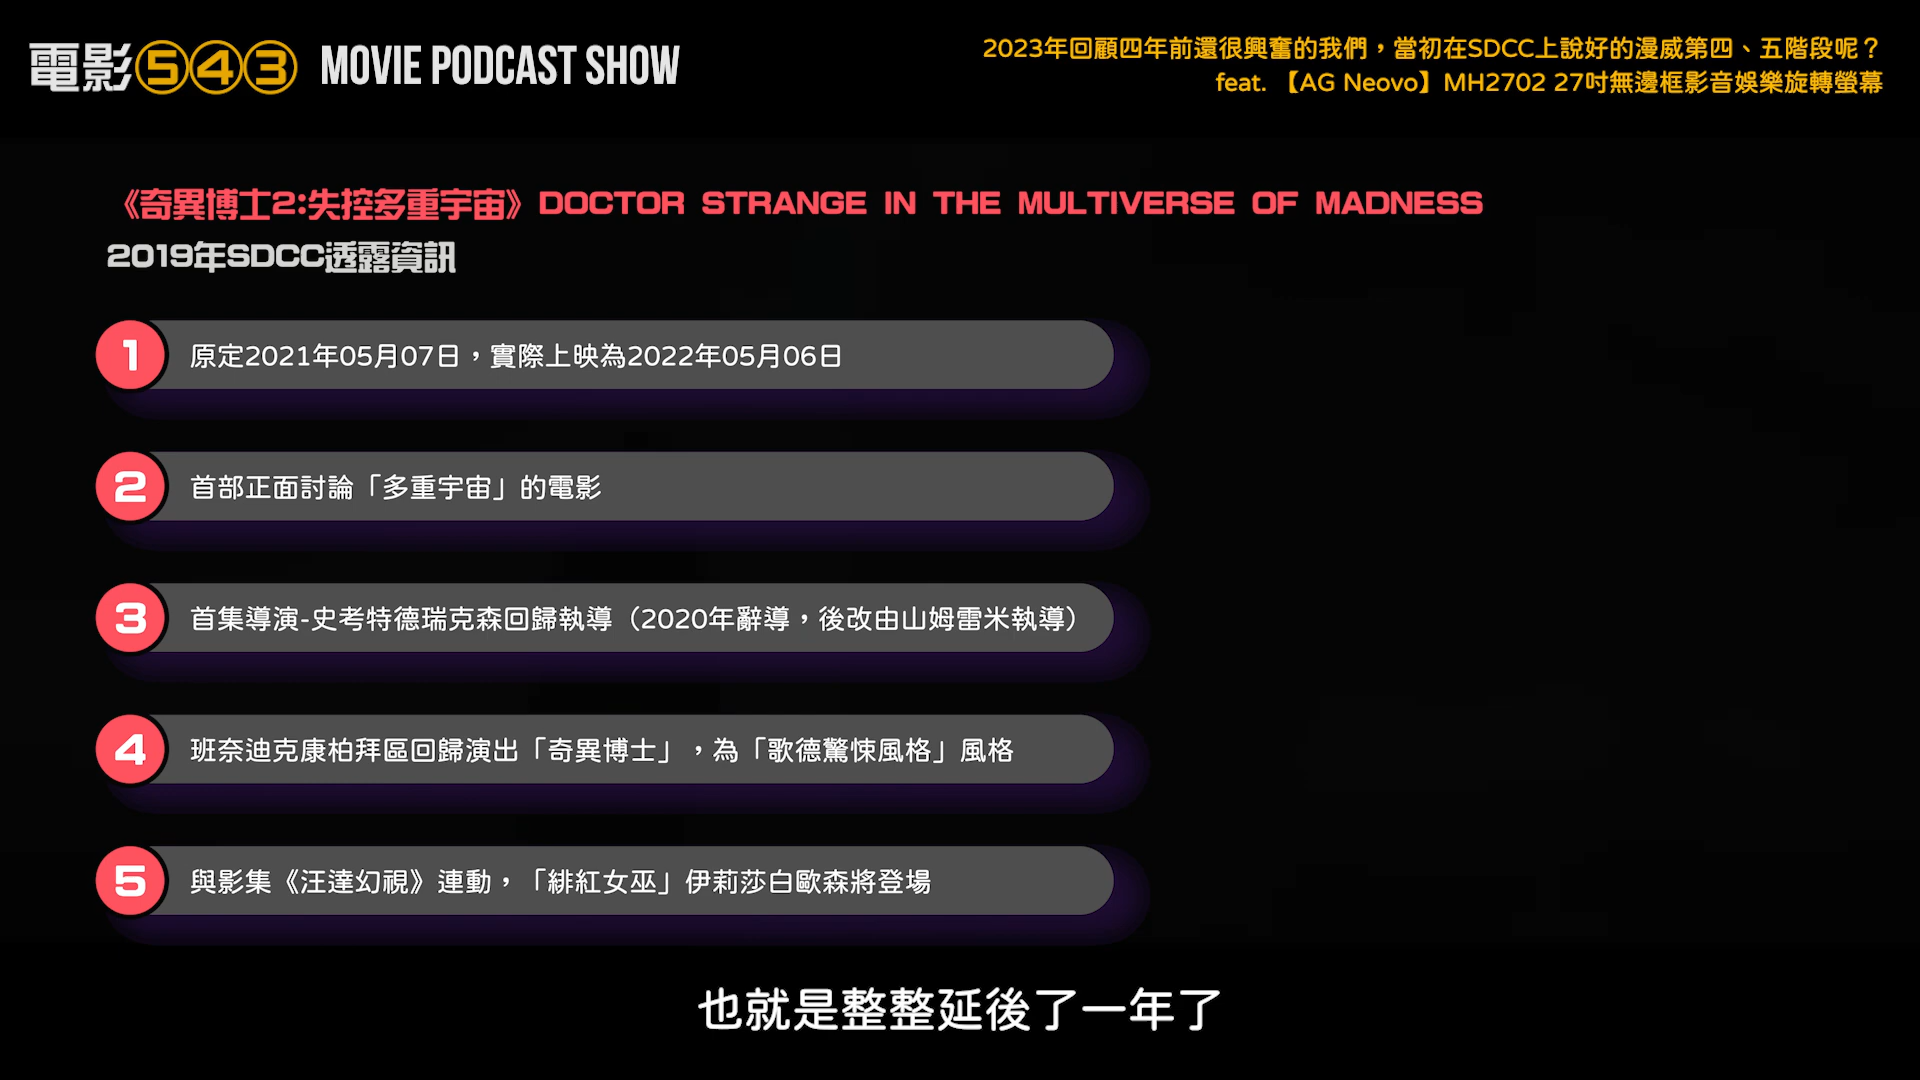 電影543 MOVIE PODCAST SHOW
2023年回顧四年前還很興奮的我們，當初在SDCC上說好的漫威第四、五階段呢？
feat. 【AG Neovo】MH2702 27吋無邊框影音娛樂旋轉螢幕
《奇異博士2:失控多重宇宙》DOCTOR STRANGE IN THE MULTIVERSE OF MADNESS
2019年SDCC透露資訊
1 原定2021年05月07日，實際上映為2022年05月06日
2 首部正面討論「多重宇宙」的電影
3 首集導演-史考特德瑞克森回歸執導（2020年辭導，後改由山姆雷米執導）
4 班奈迪克康柏拜區回歸演出「奇異博士」，為「歌德驚悚風格」風格
5 與影集《汪達幻視》連動，「緋紅女巫」伊莉莎白歐森將登場
也就是整整延後了一年了